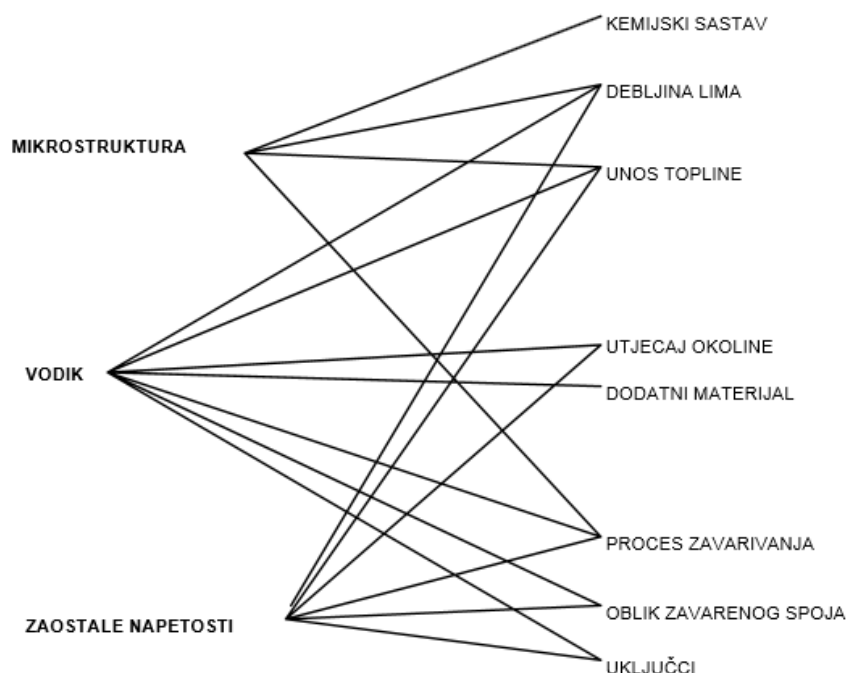 KEMIJSKI SASTAV
DEBLJINA LIMA
MIKROSTRUKTURA
UNOS TOPLINE
UTJECAJ OKOLINE
VODIK
DODATNI MATERIJAL
PROCES ZAVARIVANJA
OBLIK ZAVARENOG SPOJA
ZAOSTALE NAPETOSTI
UKLJUČCI